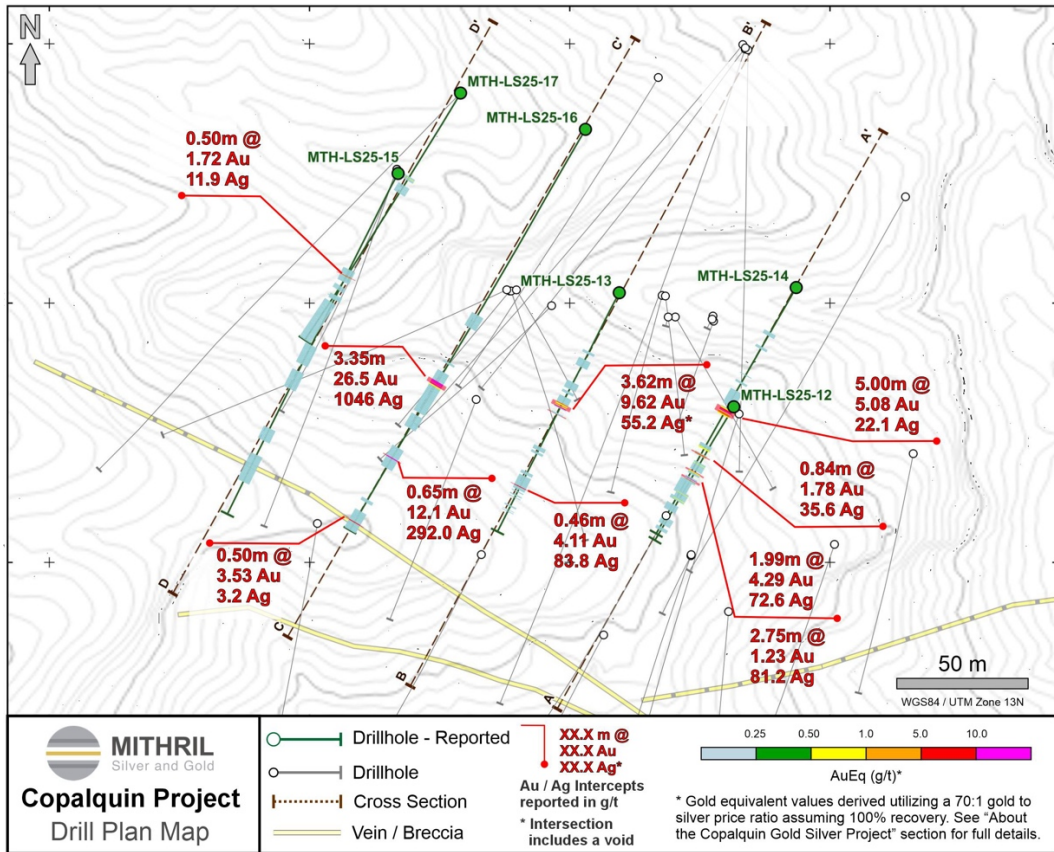 N
D'
C'
B'
A'
MTH-LS25-17
MTH-LS25-16
MTH-LS25-15
0.50m @
1.72 Au
11.9 Ag
MTH-LS25-13
MTH-LS25-14
MTH-LS25-12
3.35m
26.5 Au
1046 Ag
3.62m @
9.62 Au
55.2 Ag*
5.00m @
5.08 Au
22.1 Ag
0.84m @
1.78 Au
35.6 Ag
0.65m @
12.1 Au
292.0 Ag
0.46m @
4.11 Au
83.8 Ag
0.50m @
3.53 Au
3.2 Ag
1.99m @
4.29 Au
72.6 Ag
2.75m @
1.23 Au
81.2 Ag
D
C
B
A
50 m
WGS84 / UTM Zone 13N
MITHRIL
Silver and Gold
Copalquin Project
Drill Plan Map
Drillhole - Reported
Drillhole
Cross Section
Vein / Breccia
XX.X m @
XX.X Au
XX.X Ag*
Au / Ag Intercepts
reported in g/t
* Intersection
includes a void
0.25 0.50 1.0 5.0 10.0
AuEq (g/t)*
* Gold equivalent values derived utilizing a 70:1 gold to
silver price ratio assuming 100% recovery. See "About
the Copalquin Gold Silver Project" section for full details.